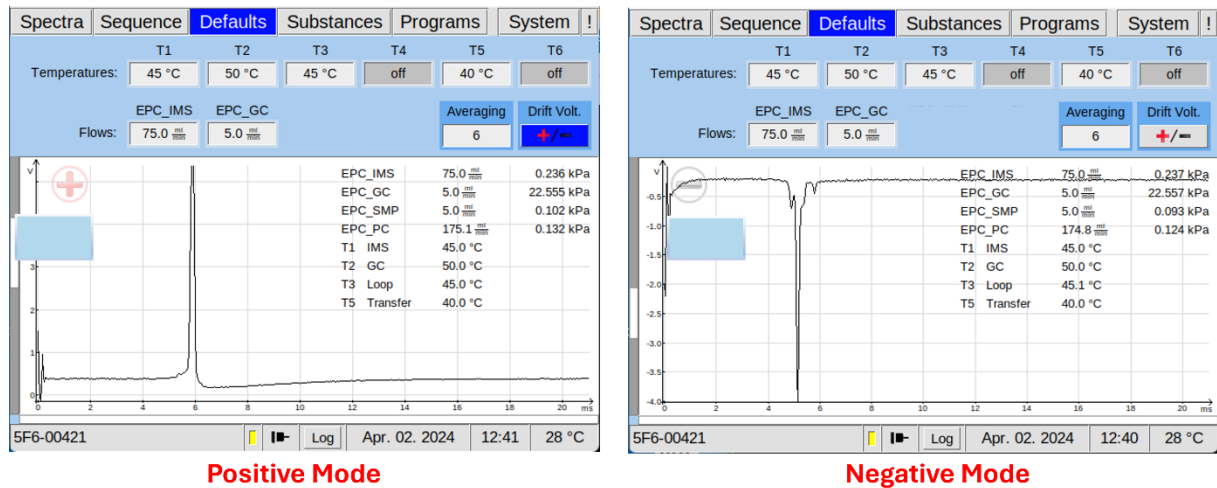 Spectra Sequence Defaults Substances Programs System !
T1 T2 T3 T4 T5 T6
Temperatures: 45 °C 50 °C 45 °C off 40 °C off
EPC_IMS EPC_GC Averaging Drift Volt.
Flows: 75.0 ml/min 5.0 ml/min 6 +/-
V
EPC_IMS 75.0 ml/min 0.236 kPa
EPC_GC 5.0 ml/min 22.555 kPa
EPC_SMP 5.0 ml/min 0.102 kPa
EPC_PC 175.1 ml/min 0.132 kPa
T1 IMS 45.0 °C
T2 GC 50.0 °C
T3 Loop 45.0 °C
T5 Transfer 40.0 °C
3
2
1
0
0 2 4 6 8 10 12 14 16 18 20 ms
5F6-00421 Log Apr. 02. 2024 12:41 28 °C
Positive Mode
Spectra Sequence Defaults Substances Programs System !
T1 T2 T3 T4 T5 T6
Temperatures: 45 °C 50 °C 45 °C off 40 °C off
EPC_IMS EPC_GC Averaging Drift Volt.
Flows: 75.0 ml/min 5.0 ml/min 6 +/-
V
EPC_IMS 75.0 ml/min 0.237 kPa
EPC_GC 5.0 ml/min 22.557 kPa
EPC_SMP 5.0 ml/min 0.093 kPa
EPC_PC 174.8 ml/min 0.124 kPa
T1 IMS 45.0 °C
T2 GC 50.0 °C
T3 Loop 45.1 °C
T5 Transfer 40.0 °C
-0.5
-1.0
-1.5
-2.0
-2.5
-3.0
-3.5
-4.0
0 2 4 6 8 10 12 14 16 18 20 ms
5F6-00421 Log Apr. 02. 2024 12:40 28 °C
Negative Mode